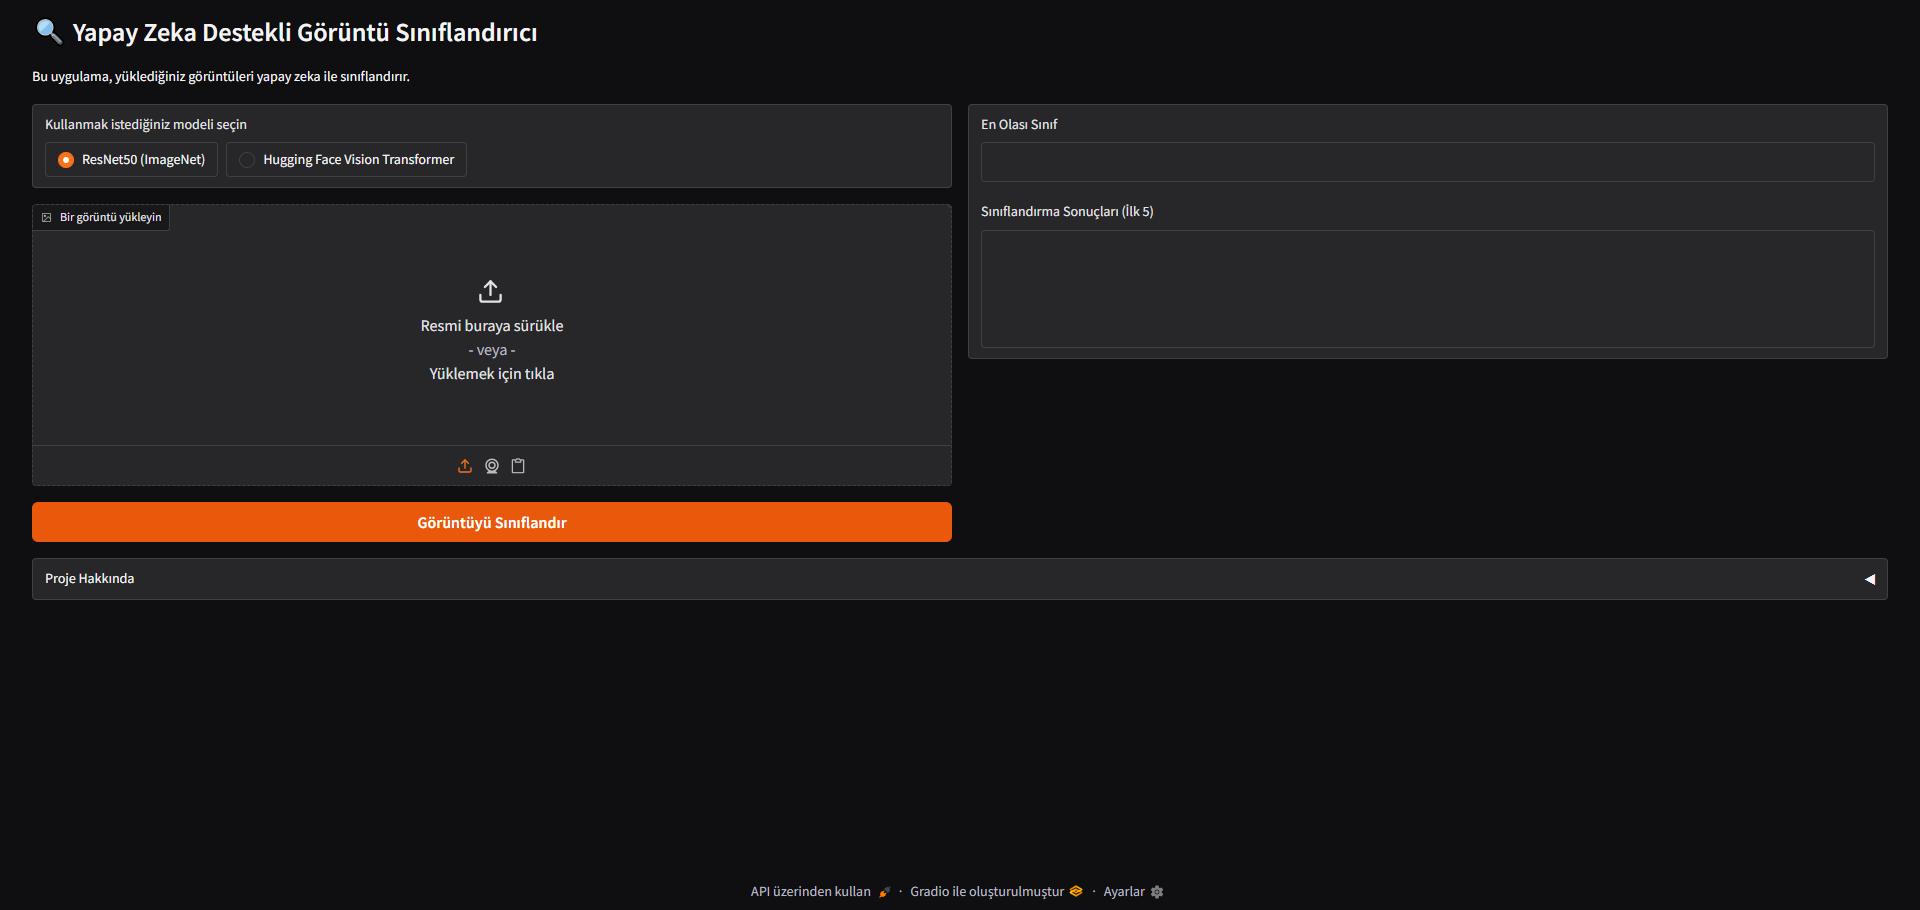 Yapay Zeka Destekli Görüntü Sınıflandırıcı
Bu uygulama, yüklediğiniz görüntüleri yapay zeka ile sınıflandırır.
Kullanmak istediğiniz modeli seçin
ResNet50 (ImageNet)
Hugging Face Vision Transformer
Bir görüntü yükleyin
Resmi buraya sürükle
- veya -
Yüklemek için tıkla
Görüntüyü Sınıflandır
En Olası Sınıf
Sınıflandırma Sonuçları (İlk 5)
Proje Hakkında
API üzerinden kullan · Gradio ile oluşturulmuştur · Ayarlar